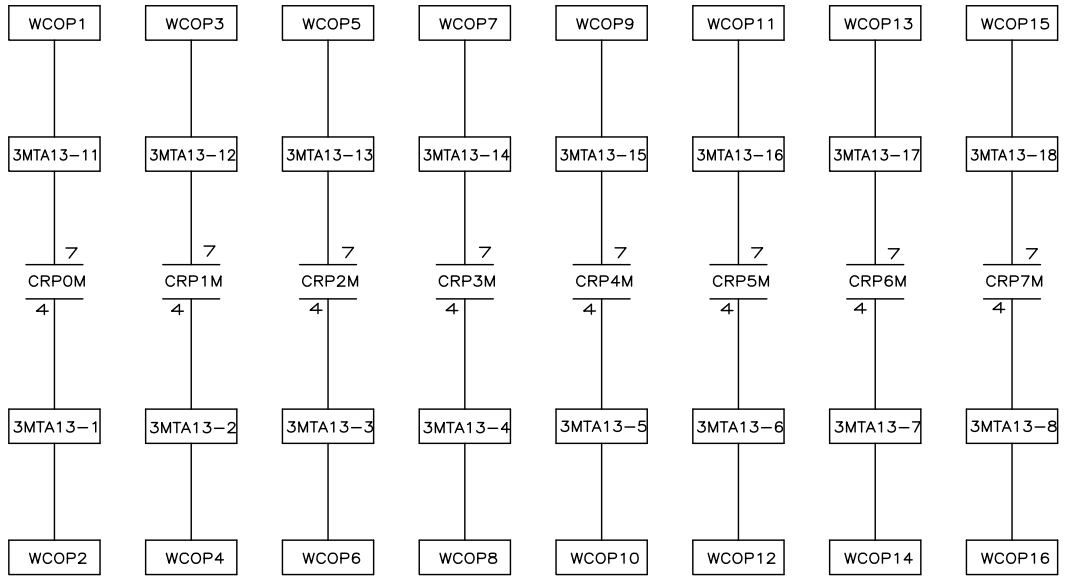 WCOP1 WCOP3 WCOP5 WCOP7 WCOP9 WCOP11 WCOP13 WCOP15
3MTA13-11 3MTA13-12 3MTA13-13 3MTA13-14 3MTA13-15 3MTA13-16 3MTA13-17 3MTA13-18
7 7 7 7 7 7 7 7
CRP0M CRP1M CRP2M CRP3M CRP4M CRP5M CRP6M CRP7M
4 4 4 4 4 4 4 4
3MTA13-1 3MTA13-2 3MTA13-3 3MTA13-4 3MTA13-5 3MTA13-6 3MTA13-7 3MTA13-8
WCOP2 WCOP4 WCOP6 WCOP8 WCOP10 WCOP12 WCOP14 WCOP16